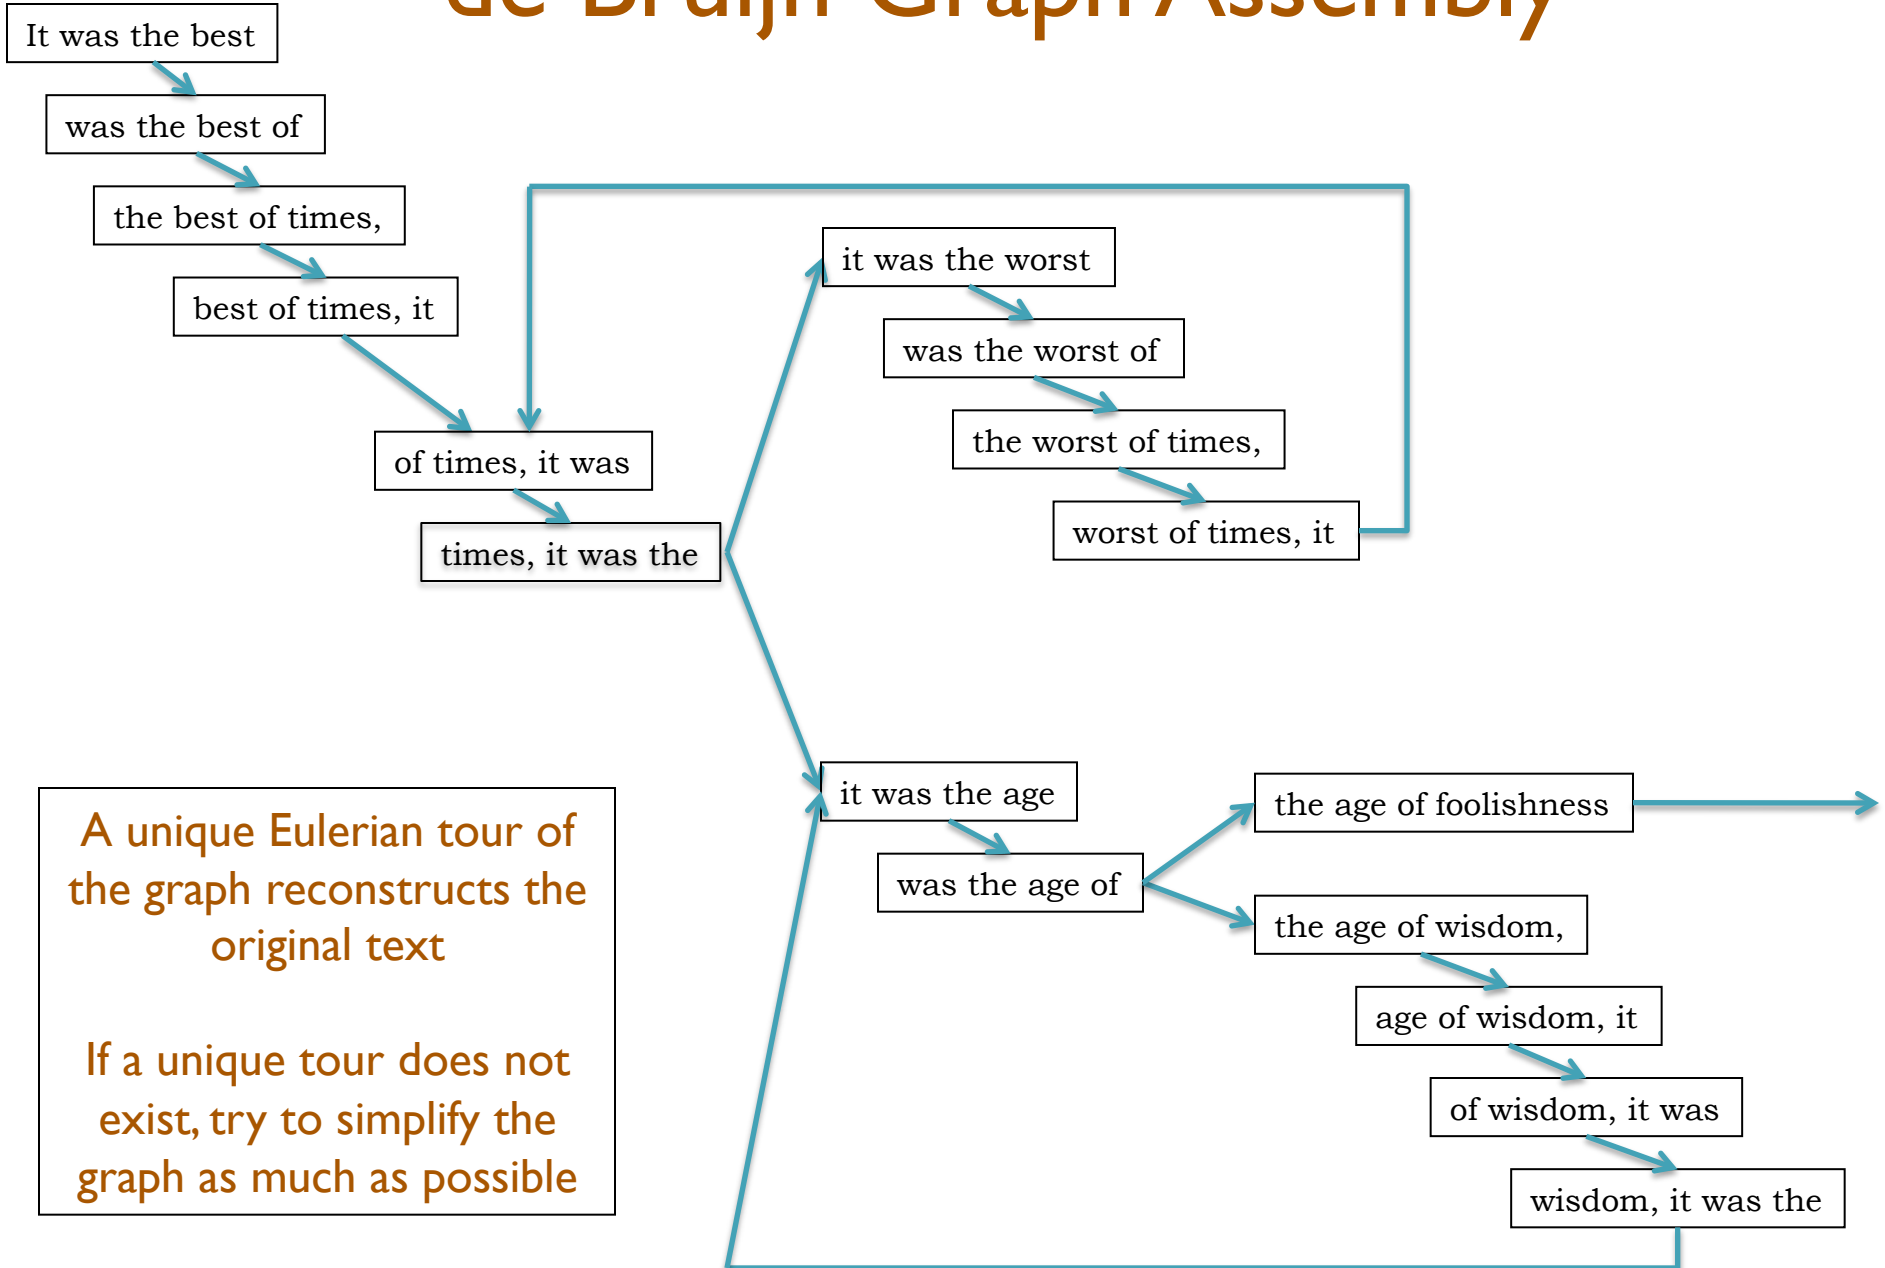 de Bruijn Graph Assembly
It was the best
was the best of
the best of times,
best of times, it
of times, it was
times, it was the
it was the worst
was the worst of
the worst of times,
worst of times, it
it was the age
was the age of
the age of foolishness
the age of wisdom,
age of wisdom, it
of wisdom, it was
wisdom, it was the
A unique Eulerian tour of
the graph reconstructs the
original text
If a unique tour does not
exist, try to simplify the
graph as much as possible